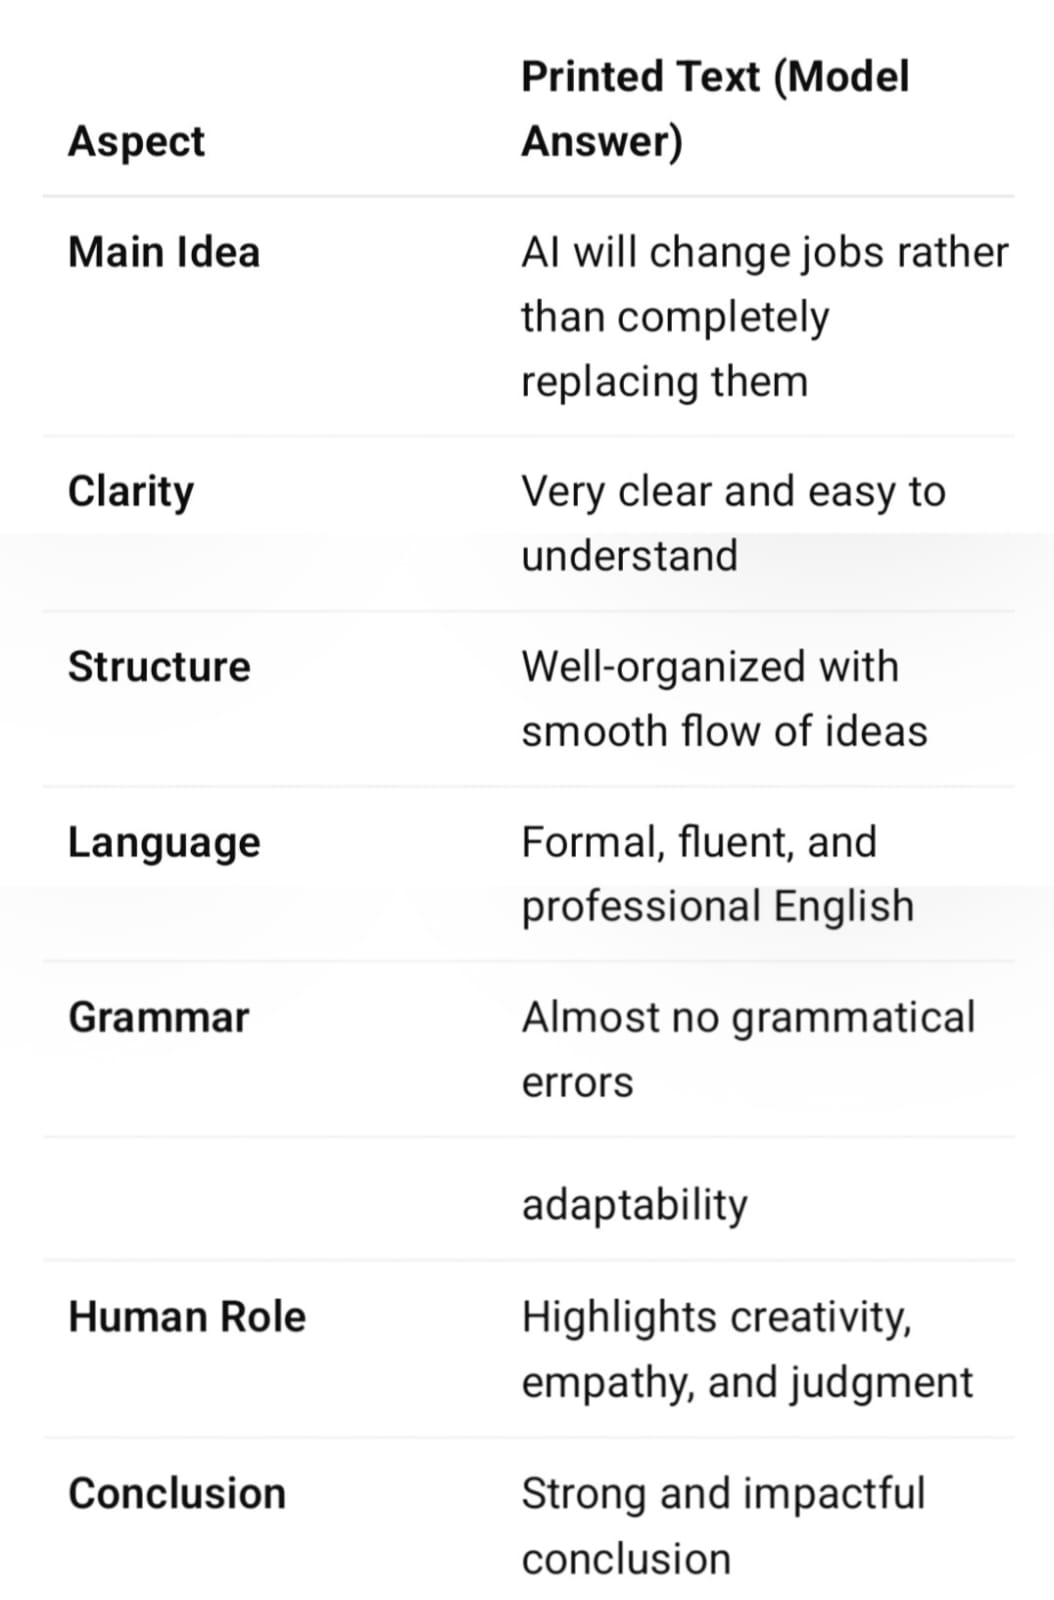 Aspect
Printed Text (Model
Answer)
Main Idea
AI will change jobs rather
than completely
replacing them
Clarity
Very clear and easy to
understand
Structure
Well-organized with
smooth flow of ideas
Language
Formal, fluent, and
professional English
Grammar
Almost no grammatical
errors
adaptability
Human Role
Highlights creativity,
empathy, and judgment
Conclusion
Strong and impactful
conclusion